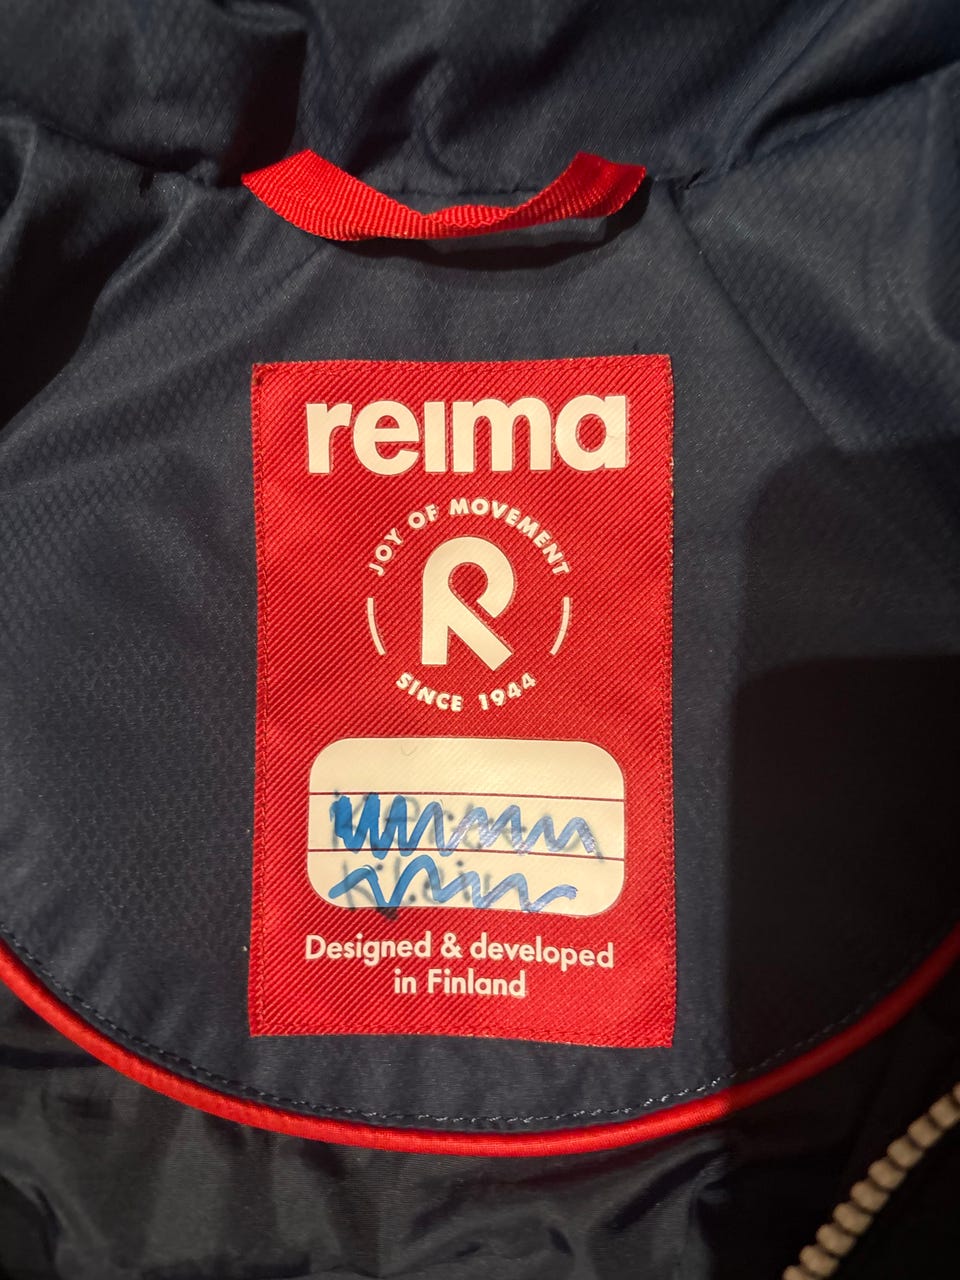 reima
JOY OF MOVEMENT
R
SINCE 1944
Designed & developed
in Finland